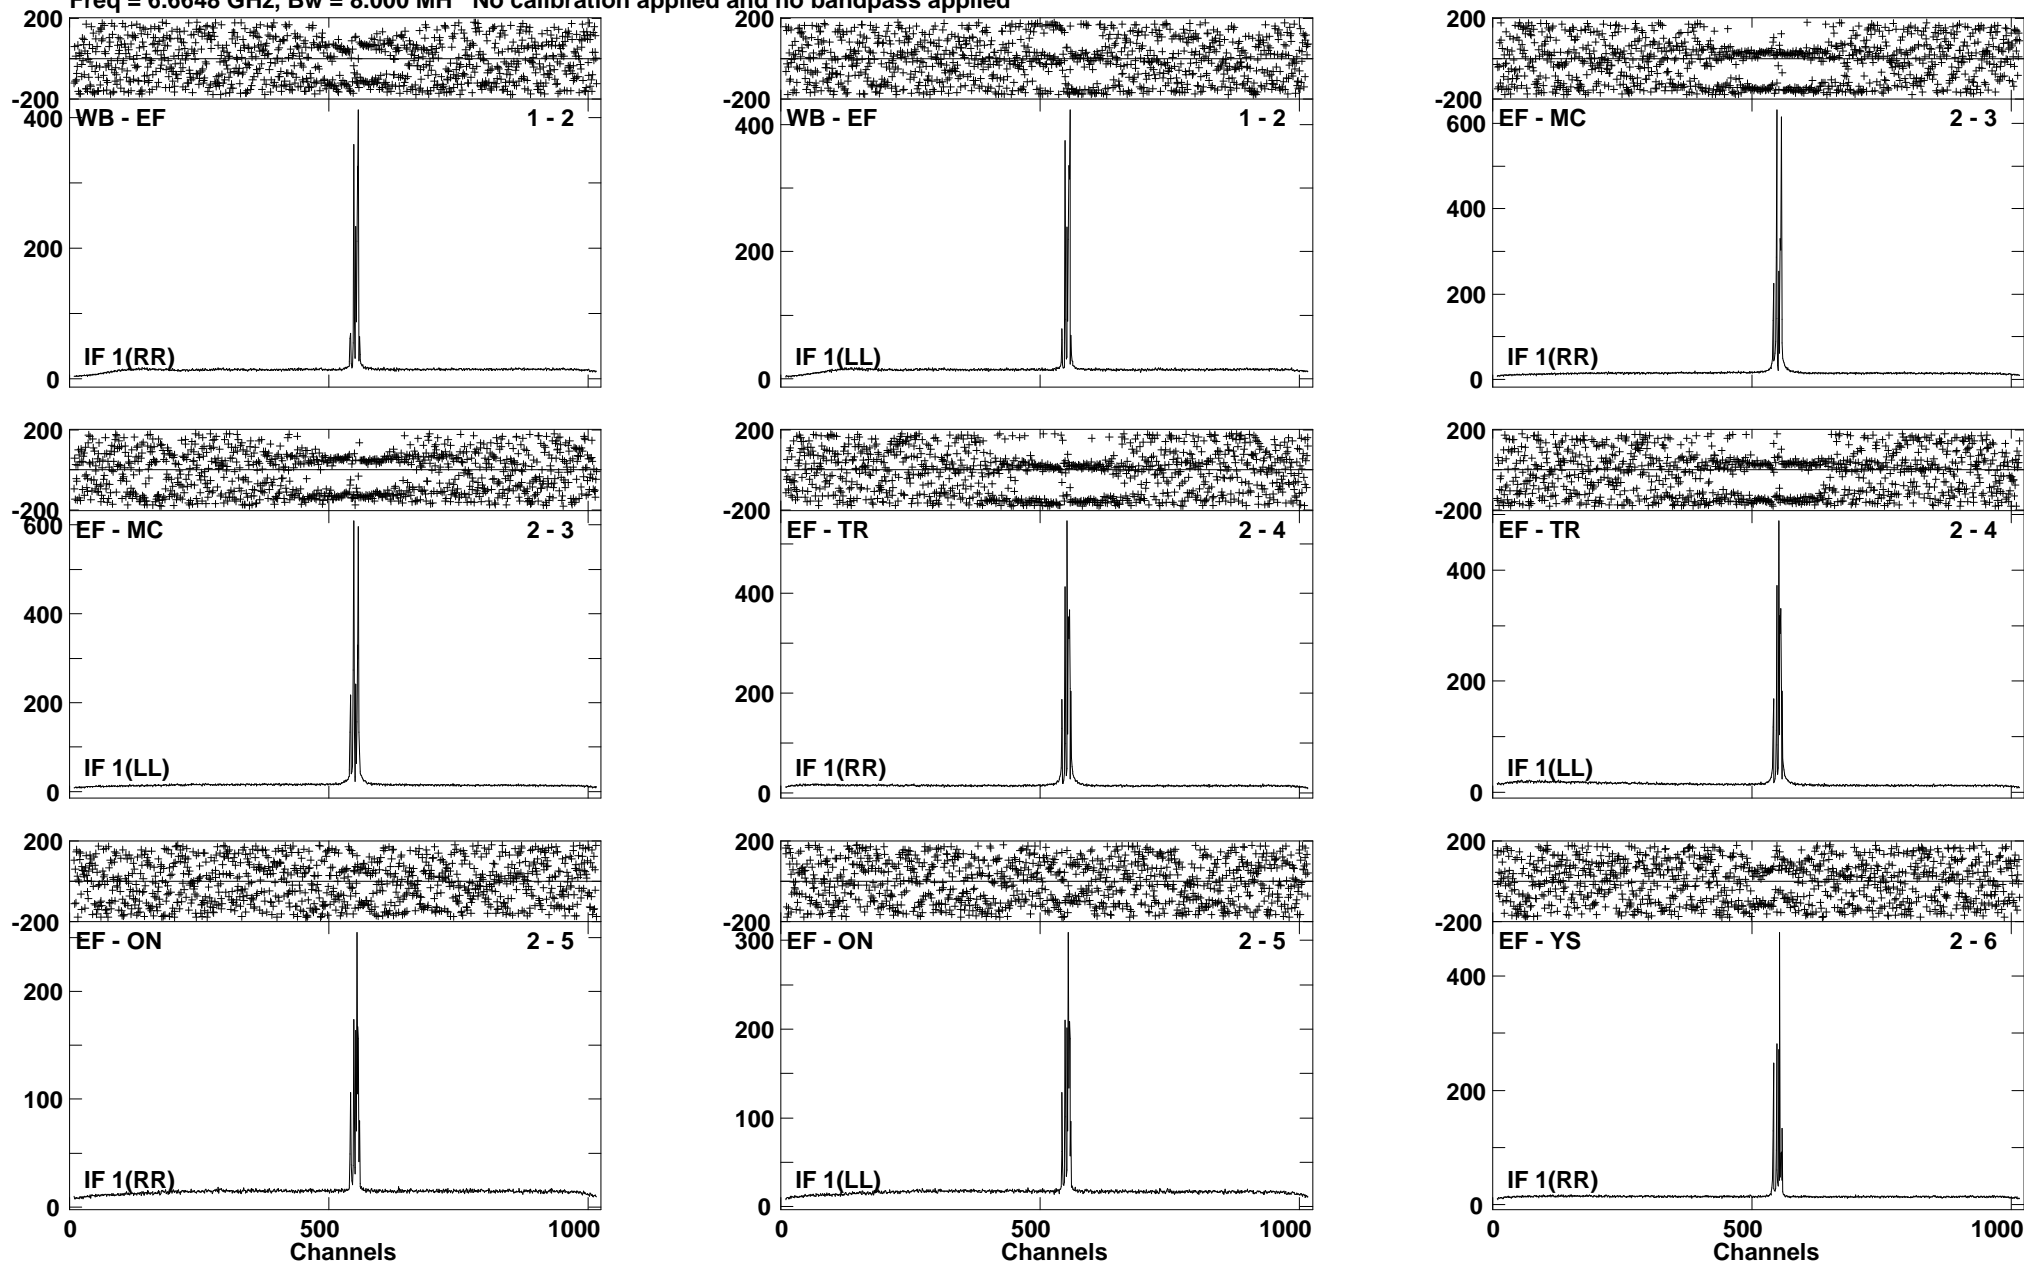 Freq = 6.6648 GHz, Bw = 8.000 MH No calibration applied and no bandpass applied
200
-200
400
200
0
WB - EF 1 - 2
IF 1(RR)
200
-200
400
200
0
WB - EF 1 - 2
IF 1(LL)
200
-200
600
400
200
0
EF - MC 2 - 3
IF 1(RR)
200
-200
600
400
200
0
EF - MC 2 - 3
IF 1(LL)
200
-200
400
200
0
EF - TR 2 - 4
IF 1(RR)
200
-200
400
200
0
EF - TR 2 - 4
IF 1(LL)
200
-200
200
100
0
EF - ON 2 - 5
IF 1(RR)
0 500 1000
Channels
200
-200
300
200
100
0
EF - ON 2 - 5
IF 1(LL)
0 500 1000
Channels
200
-200
400
200
0
EF - YS 2 - 6
IF 1(RR)
0 500 1000
Channels